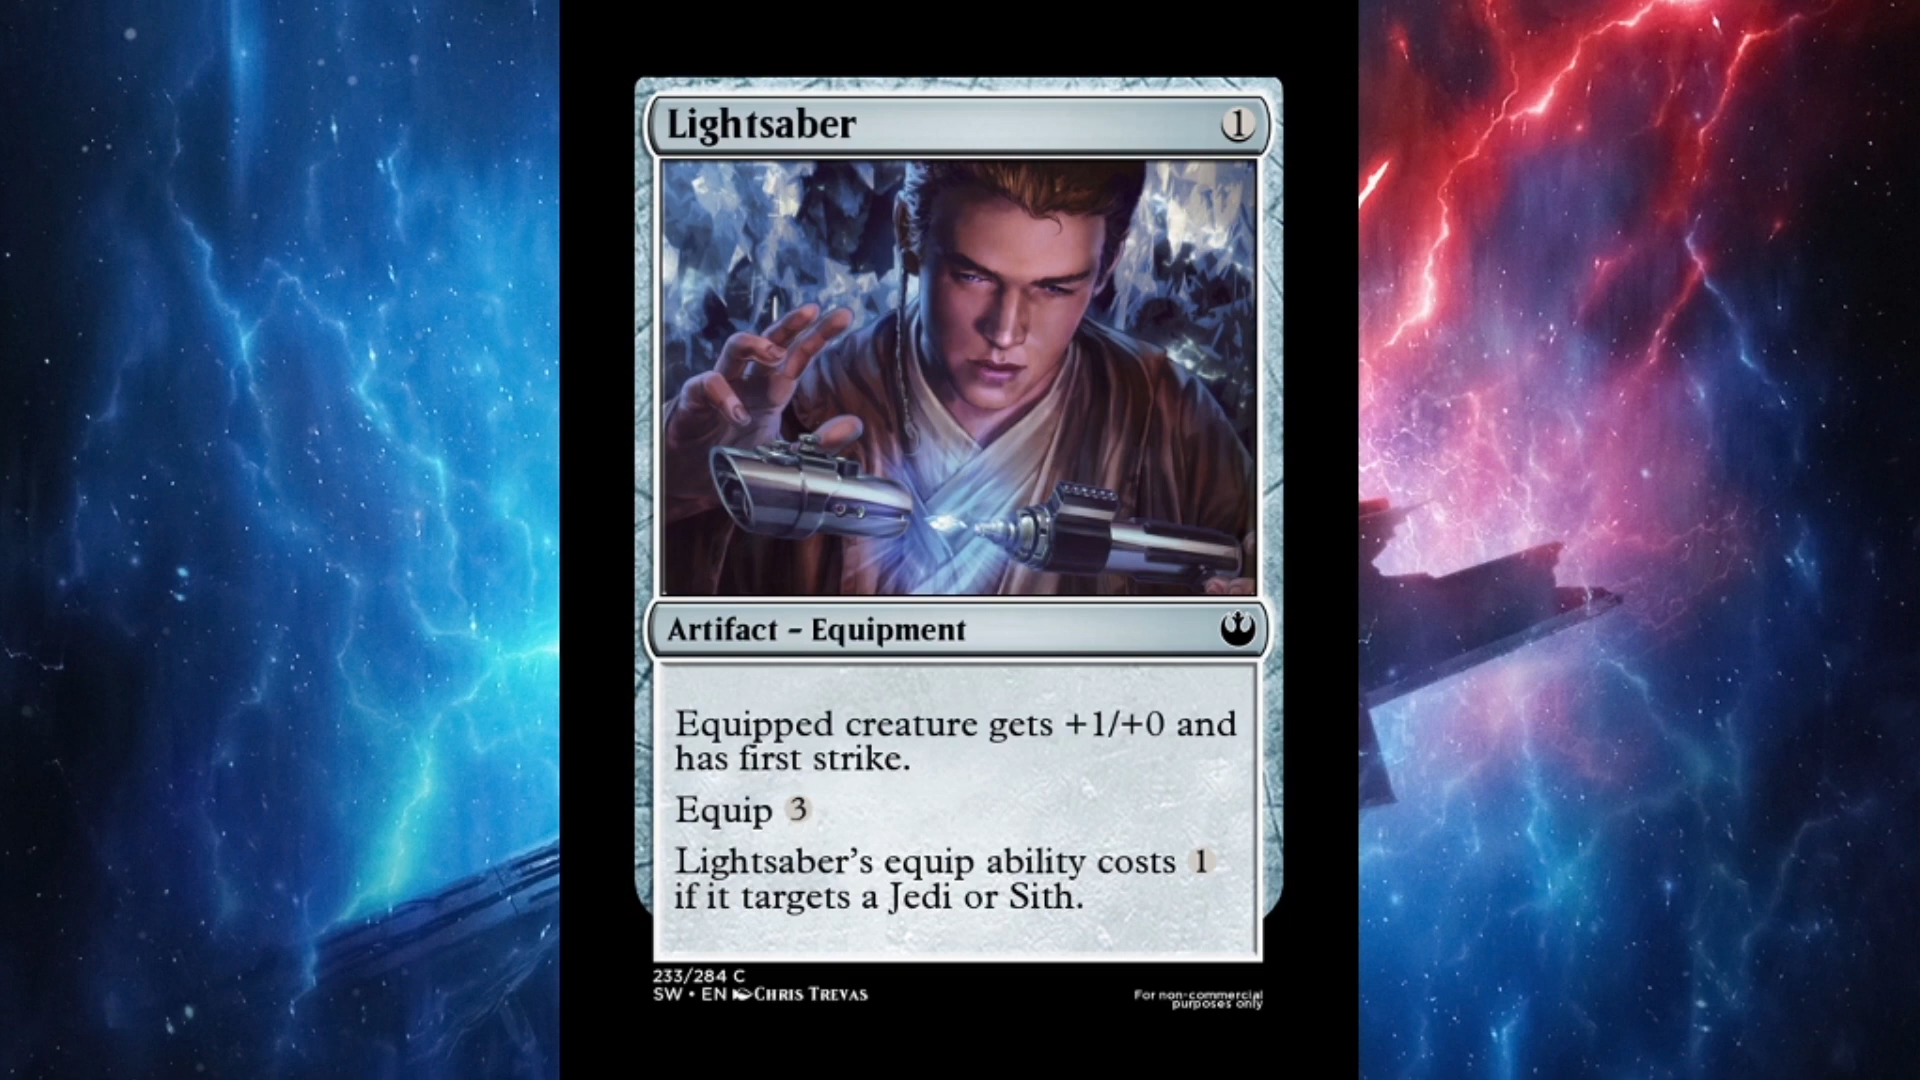 Lightsaber 1
Artifact – Equipment
Equipped creature gets +1/+0 and
has first strike.
Equip 3
Lightsaber's equip ability costs 1
if it targets a Jedi or Sith.
233/284 C
SW • EN Chris Trevas
For non-commercial
purposes only